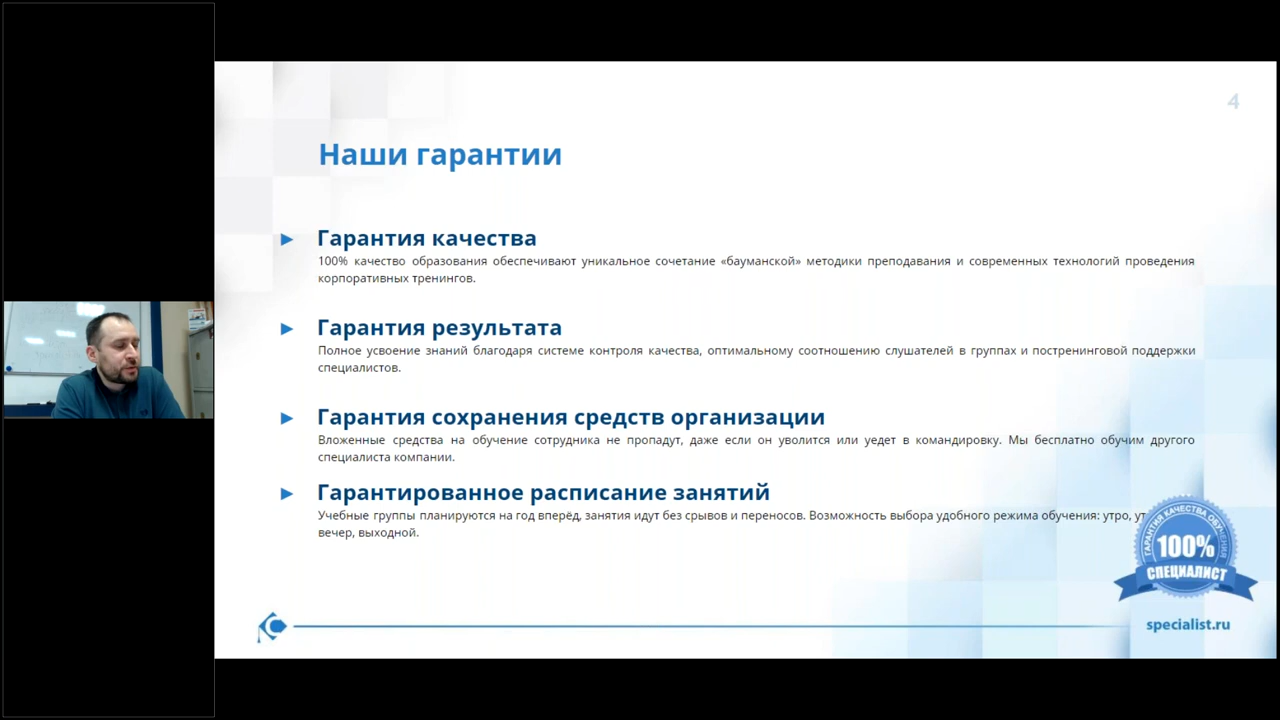 4
Наши гарантии
Гарантия качества
100% качество образования обеспечивают уникальное сочетание «бауманской» методики преподавания и современных технологий проведения
корпоративных тренингов.
Гарантия результата
Полное усвоение знаний благодаря системе контроля качества, оптимальному соотношению слушателей в группах и постренинговой поддержки
специалистов.
Гарантия сохранения средств организации
Вложенные средства на обучение сотрудника не пропадут, даже если он уволится или уедет в командировку. Мы бесплатно обучим другого
специалиста компании.
Гарантированное расписание занятий
Учебные группы планируются на год вперёд, занятия идут без срывов и переносов. Возможность выбора удобного режима обучения: утро,
вечер, выходной.
ГАРАНТИЯ КАЧЕСТВА ОБУЧЕНИЯ
100%
СПЕЦИАЛИСТ
specialist.ru